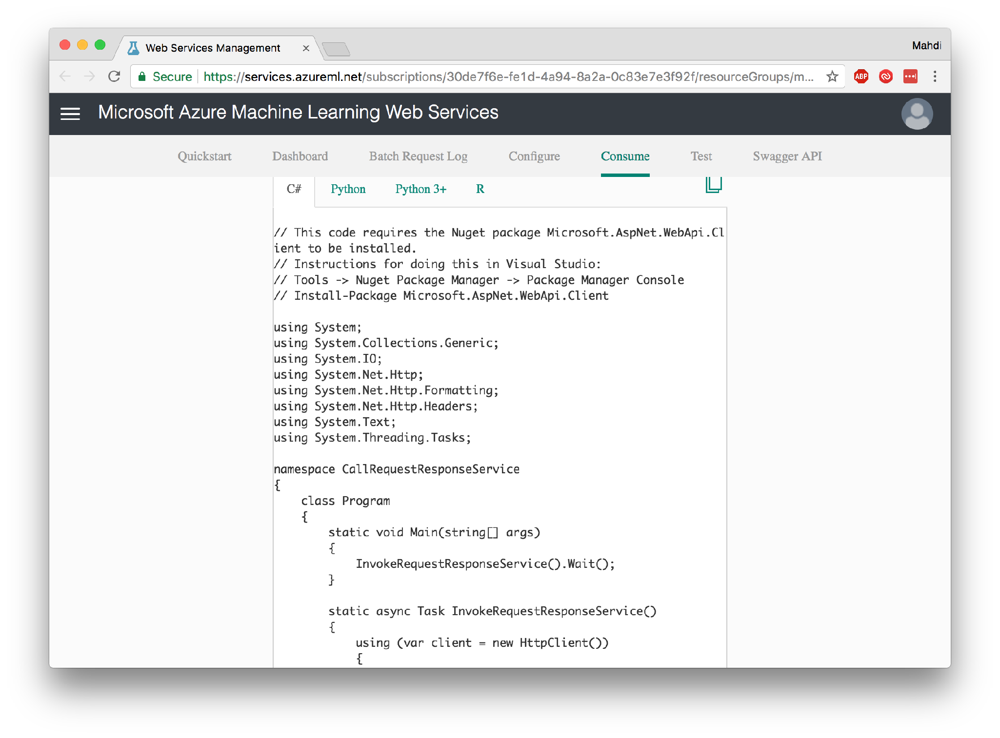 Web Services Management
Mahdi
Secure https://services.azureml.net/subscriptions/30de7f6e-fe1d-4a94-8a2a-0c83e7e3f92f/resourceGroups/m...
ABP
Microsoft Azure Machine Learning Web Services
Quickstart Dashboard Batch Request Log Configure Consume Test Swagger API
C# Python Python 3+ R
// This code requires the Nuget package Microsoft.AspNet.WebApi.Cl
ient to be installed.
// Instructions for doing this in Visual Studio:
// Tools -> Nuget Package Manager -> Package Manager Console
// Install-Package Microsoft.AspNet.WebApi.Client
using System;
using System.Collections.Generic;
using System.IO;
using System.Net.Http;
using System.Net.Http.Formatting;
using System.Net.Http.Headers;
using System.Text;
using System.Threading.Tasks;
namespace CallRequestResponseService
{
    class Program
    {
        static void Main(string[] args)
        {
            InvokeRequestResponseService().Wait();
        }
        static async Task InvokeRequestResponseService()
        {
            using (var client = new HttpClient())
            {